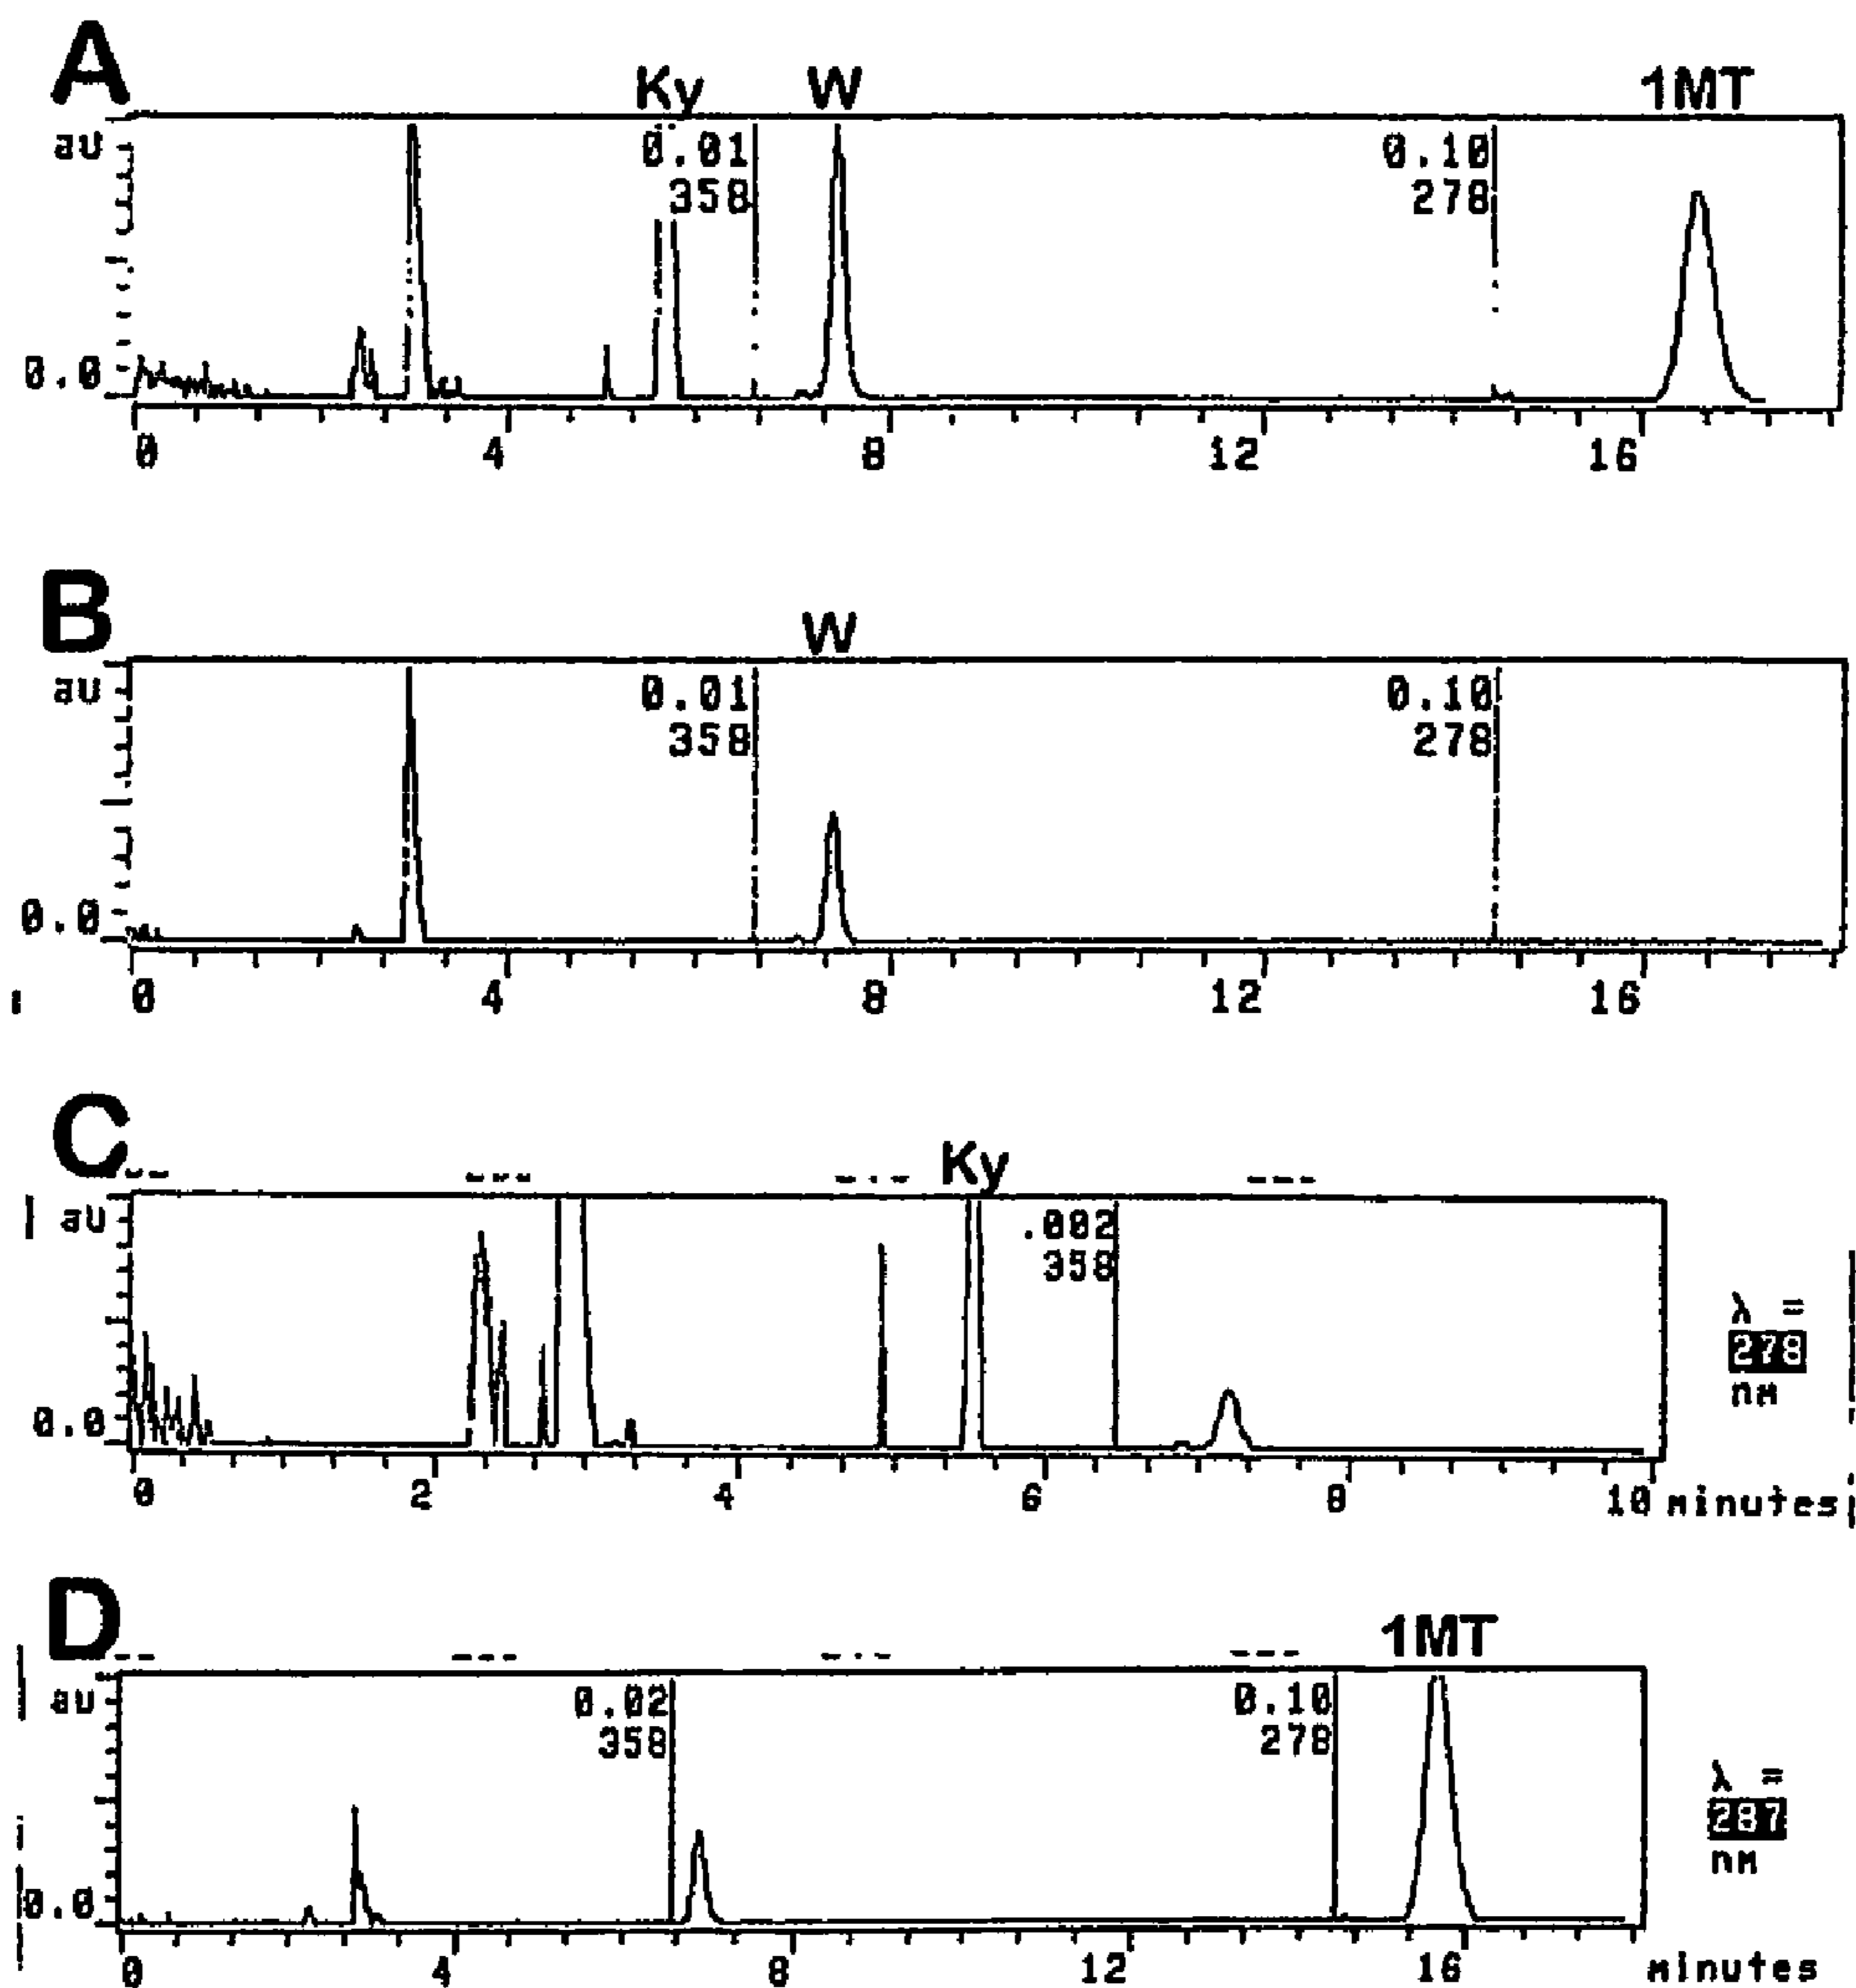 A
Ky W 1MT
au
0.01
358
0.10
278
0.0
0 4 8 12 16
B
W
au
0.01
358
0.10
278
0.0
0 4 8 12 16
C
Ky
au
.002
358
λ =
278
nm
0.0
0 2 4 6 8 10 minutes
D
1MT
au
0.02
358
0.10
278
λ =
287
nm
0.0
0 4 8 12 16 minutes